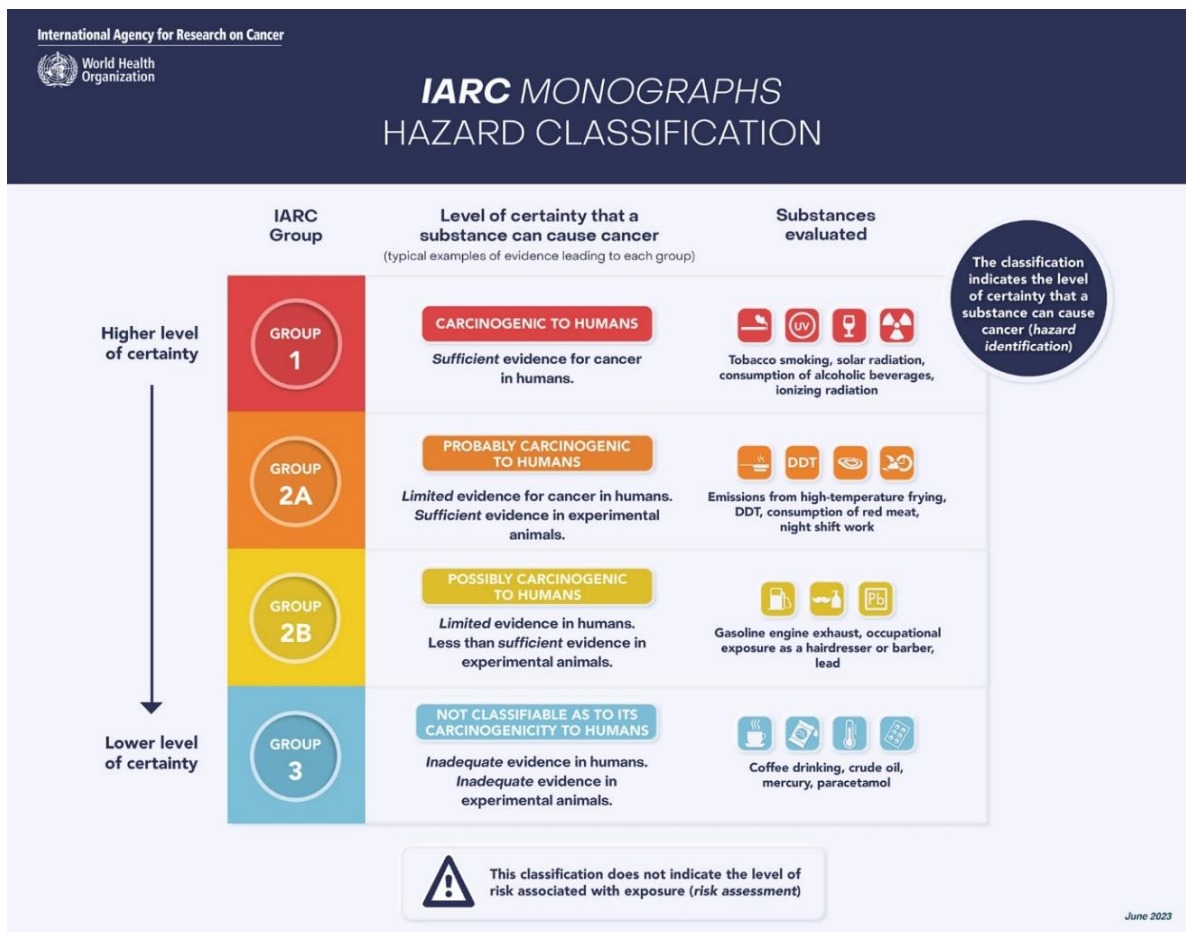 International Agency for Research on Cancer
World Health
Organization
IARC MONOGRAPHS
HAZARD CLASSIFICATION
IARC
Group
Level of certainty that a
substance can cause cancer
(typical examples of evidence leading to each group)
Substances
evaluated
The classification
indicates the level
of certainty that a
substance can cause
cancer (hazard
identification)
Higher level
of certainty
GROUP
1
CARCINOGENIC TO HUMANS
Sufficient evidence for cancer
in humans.
UV
Tobacco smoking, solar radiation,
consumption of alcoholic beverages,
ionizing radiation
GROUP
2A
PROBABLY CARCINOGENIC
TO HUMANS
Limited evidence for cancer in humans.
Sufficient evidence in experimental
animals.
DDT
Emissions from high-temperature frying,
DDT, consumption of red meat,
night shift work
GROUP
2B
POSSIBLY CARCINOGENIC
TO HUMANS
Limited evidence in humans.
Less than sufficient evidence in
experimental animals.
Pb
Gasoline engine exhaust, occupational
exposure as a hairdresser or barber,
lead
Lower level
of certainty
GROUP
3
NOT CLASSIFIABLE AS TO ITS
CARCINOGENICITY TO HUMANS
Inadequate evidence in humans.
Inadequate evidence in
experimental animals.
Coffee drinking, crude oil,
mercury, paracetamol
This classification does not indicate the level of
risk associated with exposure (risk assessment)
June 2023